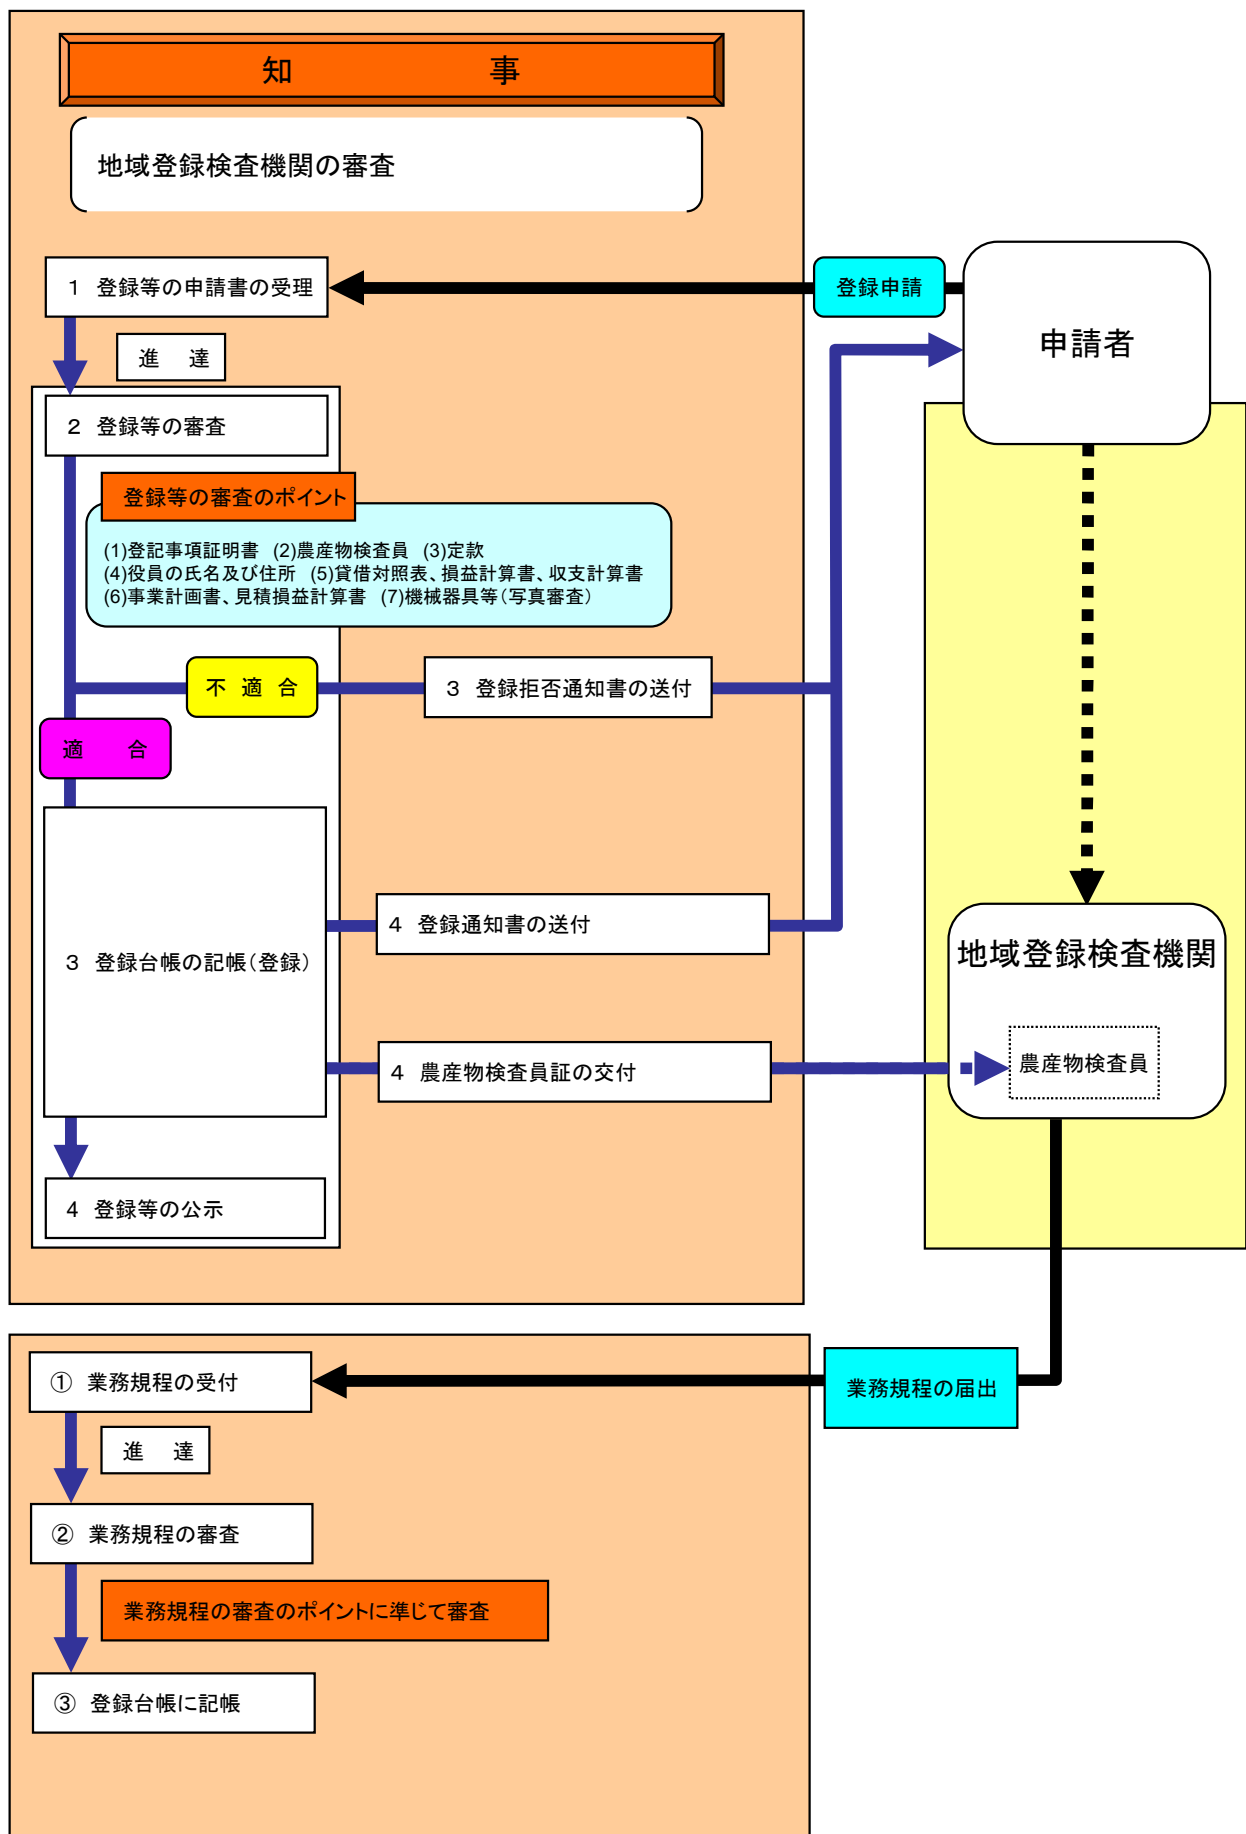 知　事
地域登録検査機関の審査
1 登録等の申請書の受理
登録申請
申請者
進　達
2 登録等の審査
登録等の審査のポイント
(1)登記事項証明書 (2)農産物検査員 (3)定款
(4)役員の氏名及び住所 (5)貸借対照表、損益計算書、収支計算書
(6)事業計画書、見積損益計算書 (7)機械器具等(写真審査)
不 適 合
3 登録拒否通知書の送付
適　合
3 登録台帳の記帳(登録)
4 登録通知書の送付
地域登録検査機関
4 農産物検査員証の交付
農産物検査員
4 登録等の公示
① 業務規程の受付
業務規程の届出
進　達
② 業務規程の審査
業務規程の審査のポイントに準じて審査
③ 登録台帳に記帳